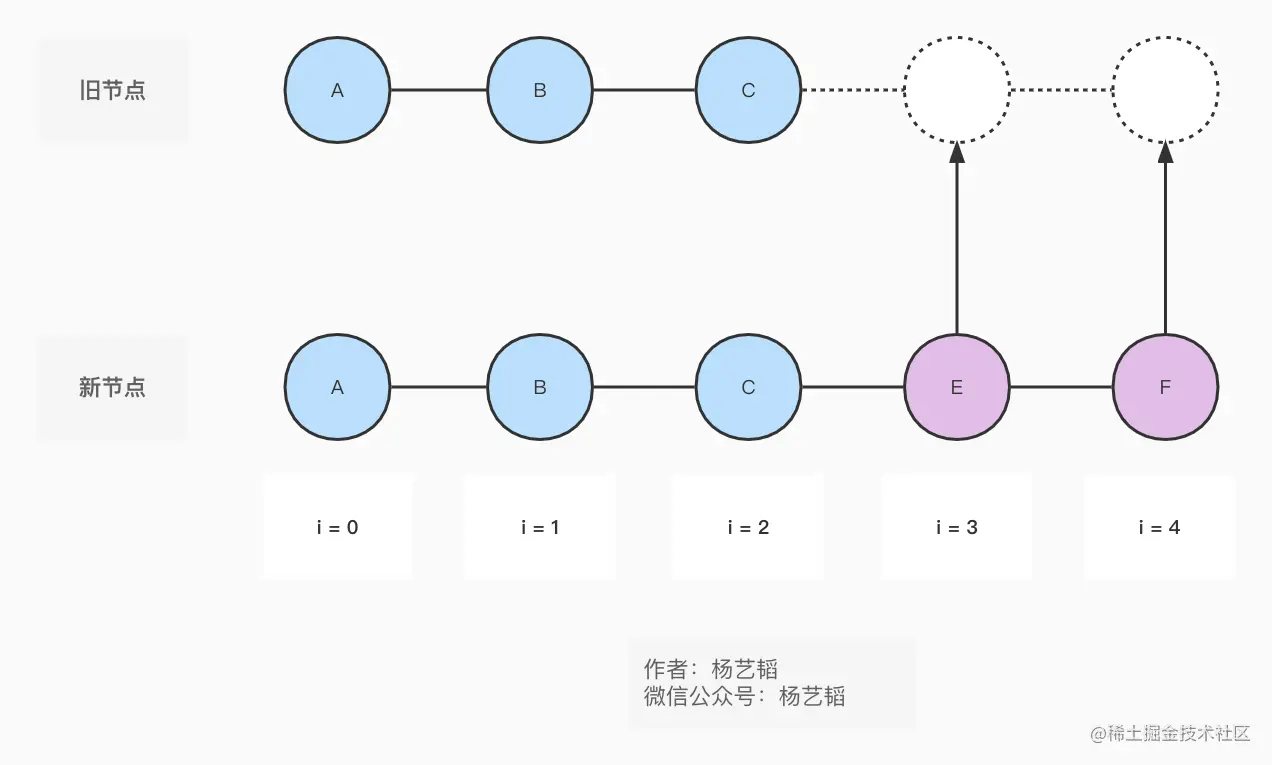 旧节点
A
B
C
新节点
A
B
C
E
F
i = 0
i = 1
i = 2
i = 3
i = 4
作者：杨艺韬
微信公众号：杨艺韬
@稀土掘金技术社区